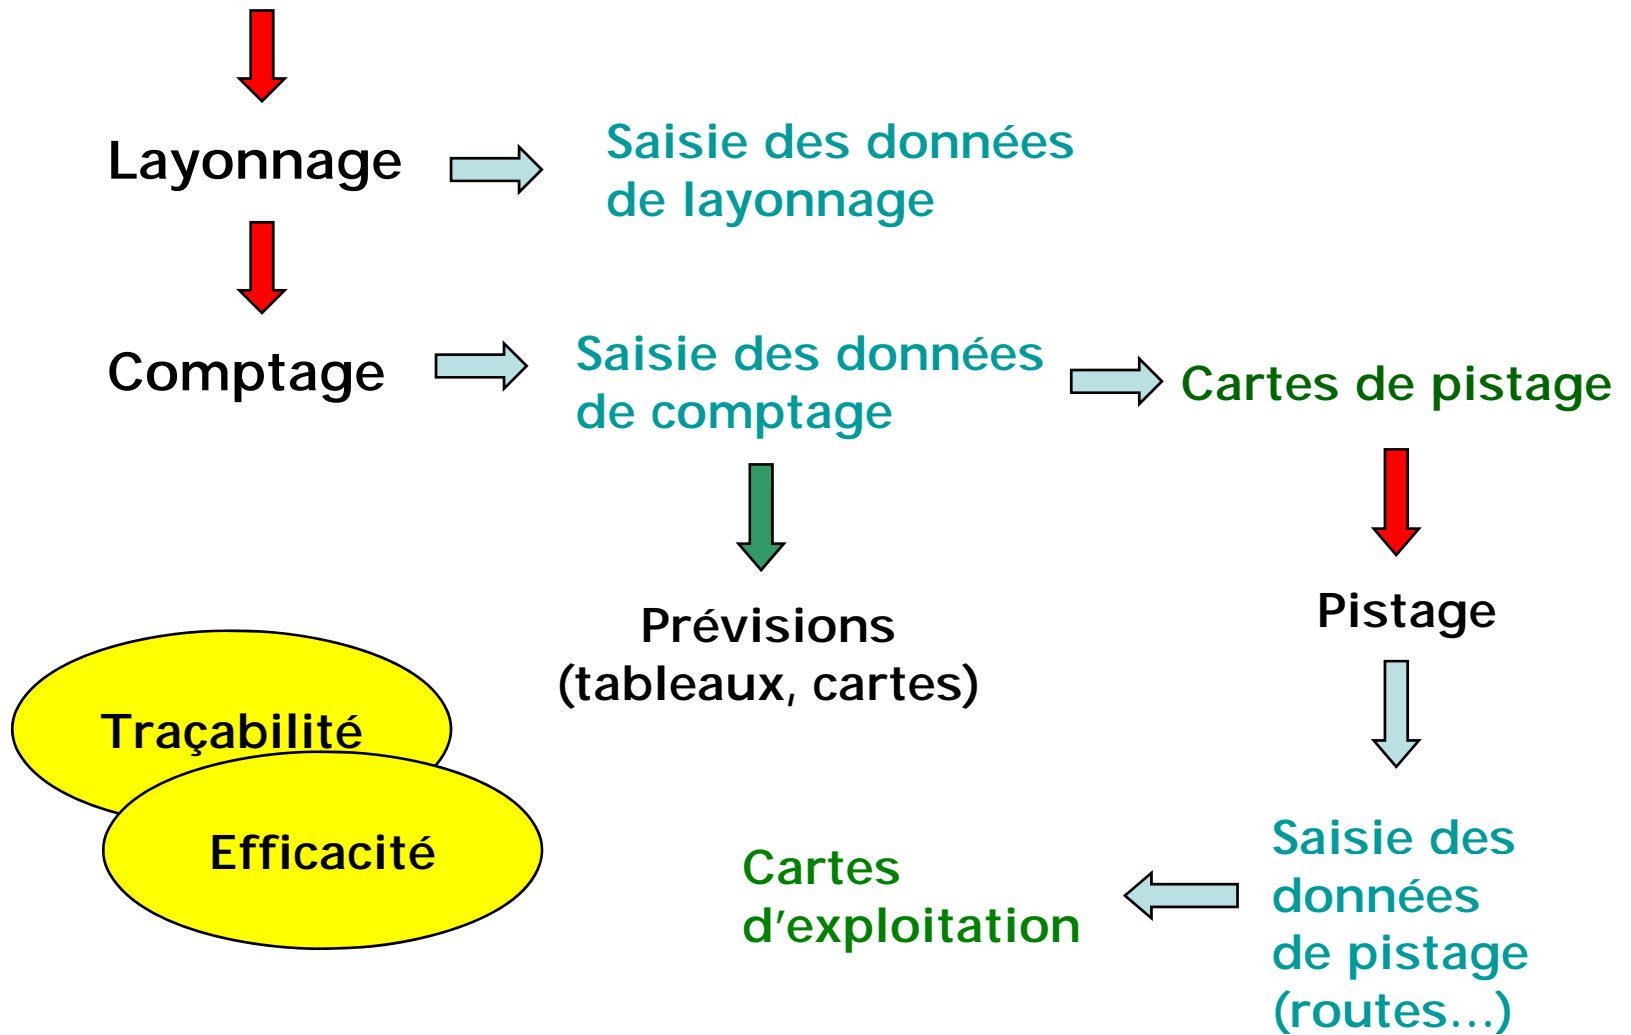 Layonnage
Saisie des données
de layonnage
Comptage
Saisie des données
de comptage
Cartes de pistage
Prévisions
(tableaux, cartes)
Pistage
Traçabilité
Efficacité
Cartes
d'exploitation
Saisie des
données
de pistage
(routes...)